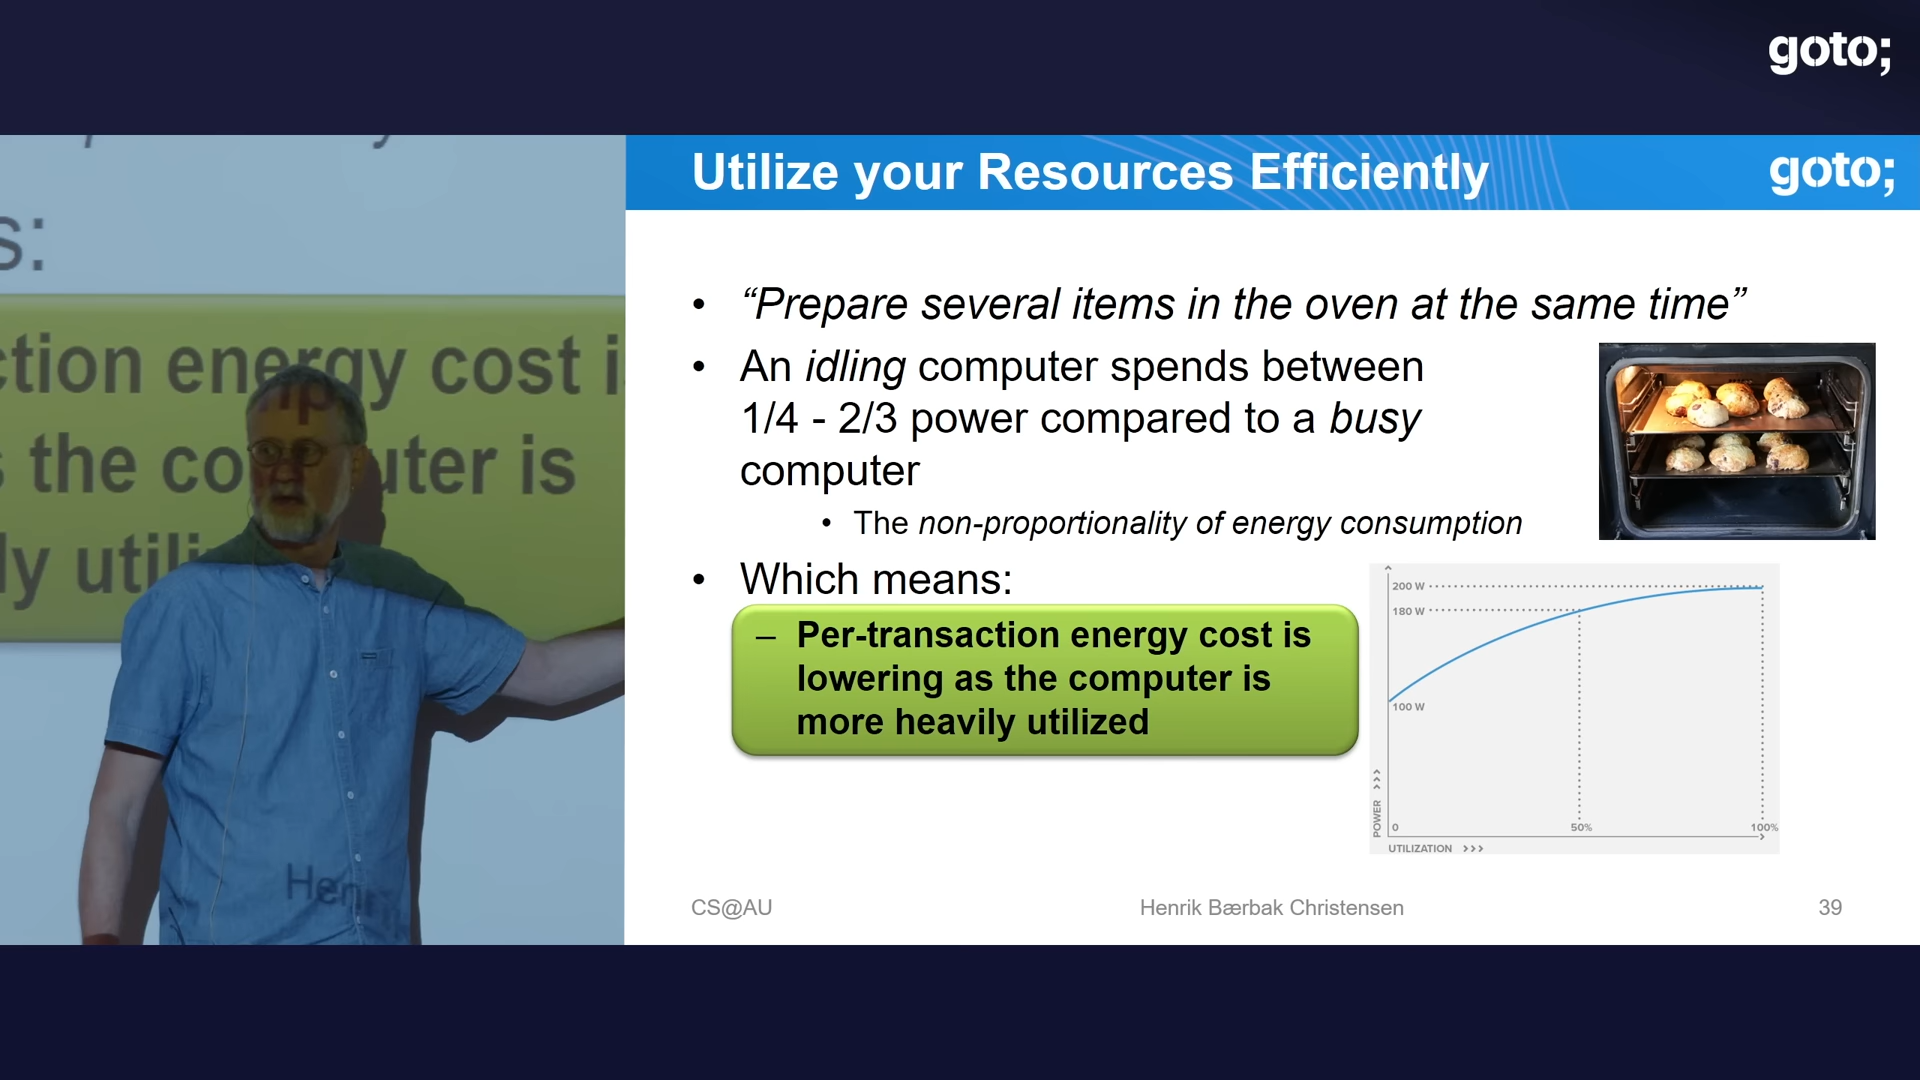 goto;
Utilize your Resources Efficiently
goto;
• “Prepare several items in the oven at the same time”
• An idling computer spends between
1/4 - 2/3 power compared to a busy
computer
• The non-proportionality of energy consumption
• Which means:
– Per-transaction energy cost is
lowering as the computer is
more heavily utilized
200 W
180 W
100 W
POWER >>>
0
50%
100%
UTILIZATION >>>
CS@AU
Henrik Bærbak Christensen
39
s:
ction energy cost i
s the co uter is
ly utili
Henri